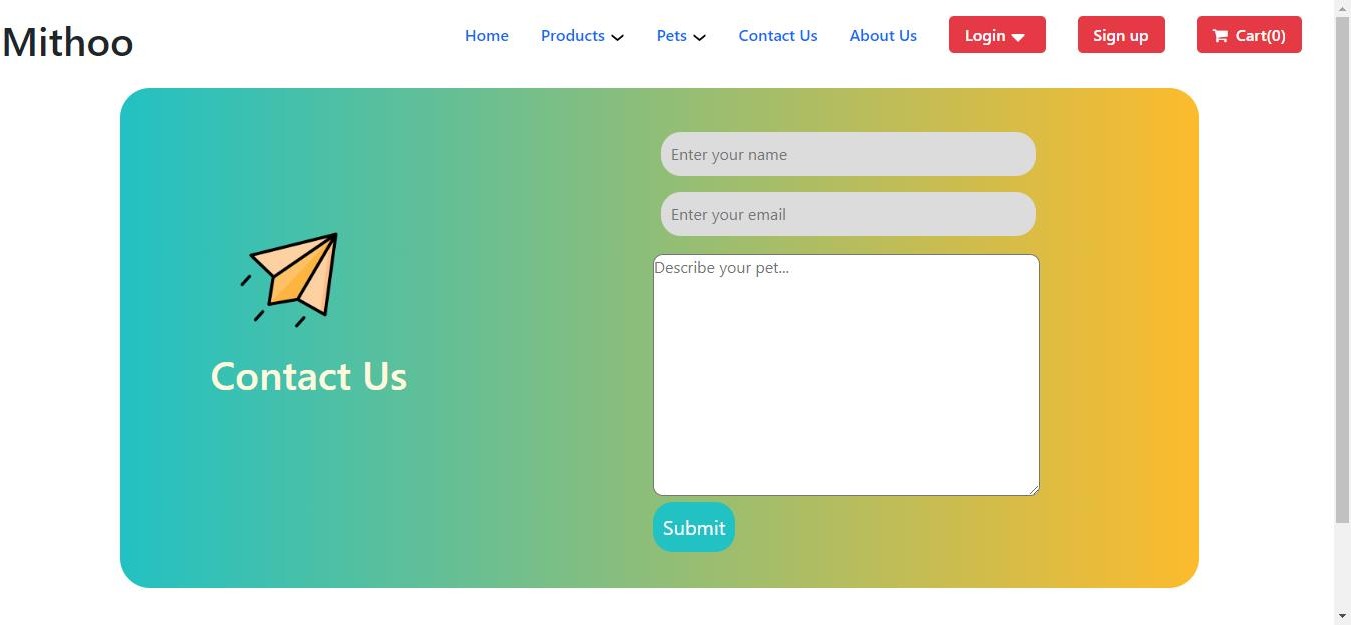 Mithoo
Home Products Pets Contact Us About Us Login Sign up Cart(0)
Enter your name
Enter your email
Describe your pet...
Contact Us
Submit